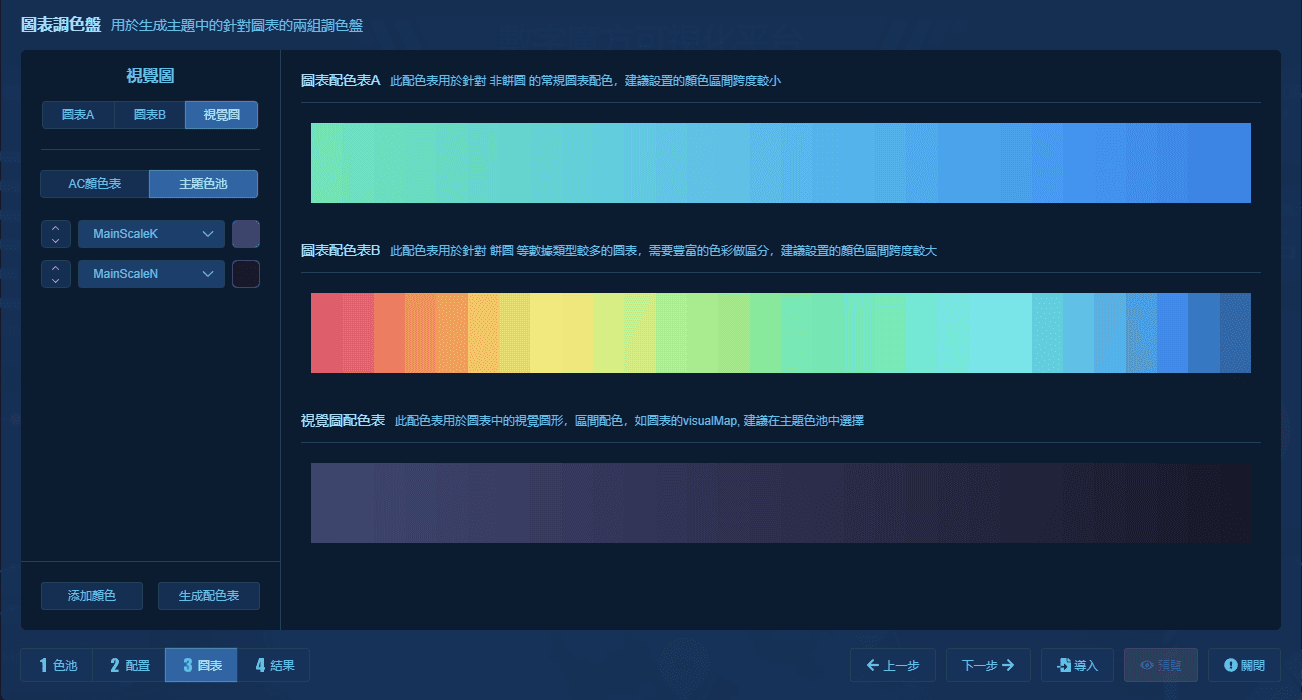 圖表調色盤 用於生成主題中的針對圖表的兩組調色盤
視覺圖
圖表A 圖表B 視覺圖
AC顏色表 主題色池
MainScaleK
MainScaleN
添加顏色 生成配色表
圖表配色表A 此配色表用於針對 非餅圖 的常規圖表配色，建議設置的顏色區間跨度較小
圖表配色表B 此配色表用於針對 餅圖 等數據類型較多的圖表，需要豐富的色彩做區分，建議設置的顏色區間跨度較大
視覺圖配色表 此配色表用於圖表中的視覺圖形，區間配色，如圖表的visualMap, 建議在主題色池中選擇
1 色池 2 配置 3 圖表 4 結果
上一步 下一步 導入 預覽 關閉